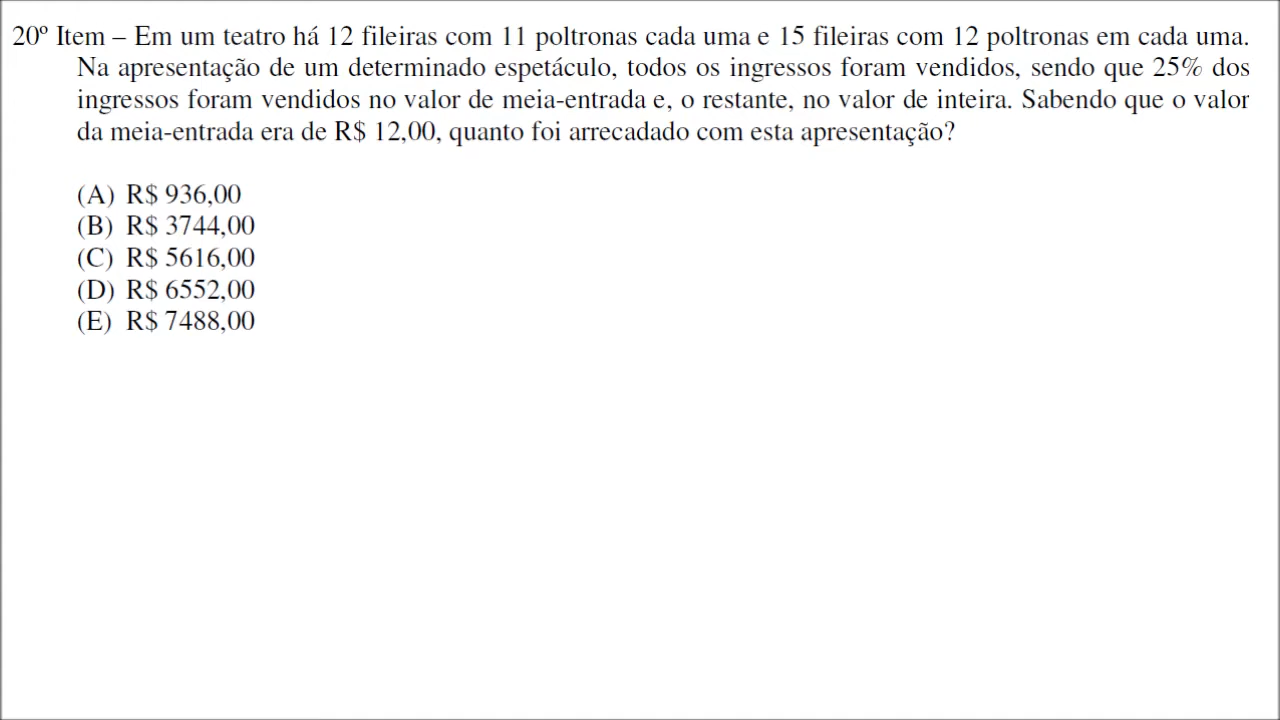 20º Item – Em um teatro há 12 fileiras com 11 poltronas cada uma e 15 fileiras com 12 poltronas em cada uma.
Na apresentação de um determinado espetáculo, todos os ingressos foram vendidos, sendo que 25% dos
ingressos foram vendidos no valor de meia-entrada e, o restante, no valor de inteira. Sabendo que o valor
da meia-entrada era de R$ 12,00, quanto foi arrecadado com esta apresentação?
(A) R$ 936,00
(B) R$ 3744,00
(C) R$ 5616,00
(D) R$ 6552,00
(E) R$ 7488,00